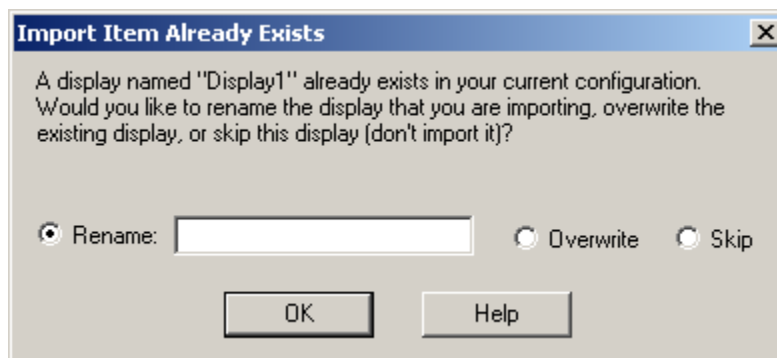 Import Item Already Exists
A display named "Display1" already exists in your current configuration.
Would you like to rename the display that you are importing, overwrite the
existing display, or skip this display (don't import it)?
Rename: Overwrite Skip
OK Help